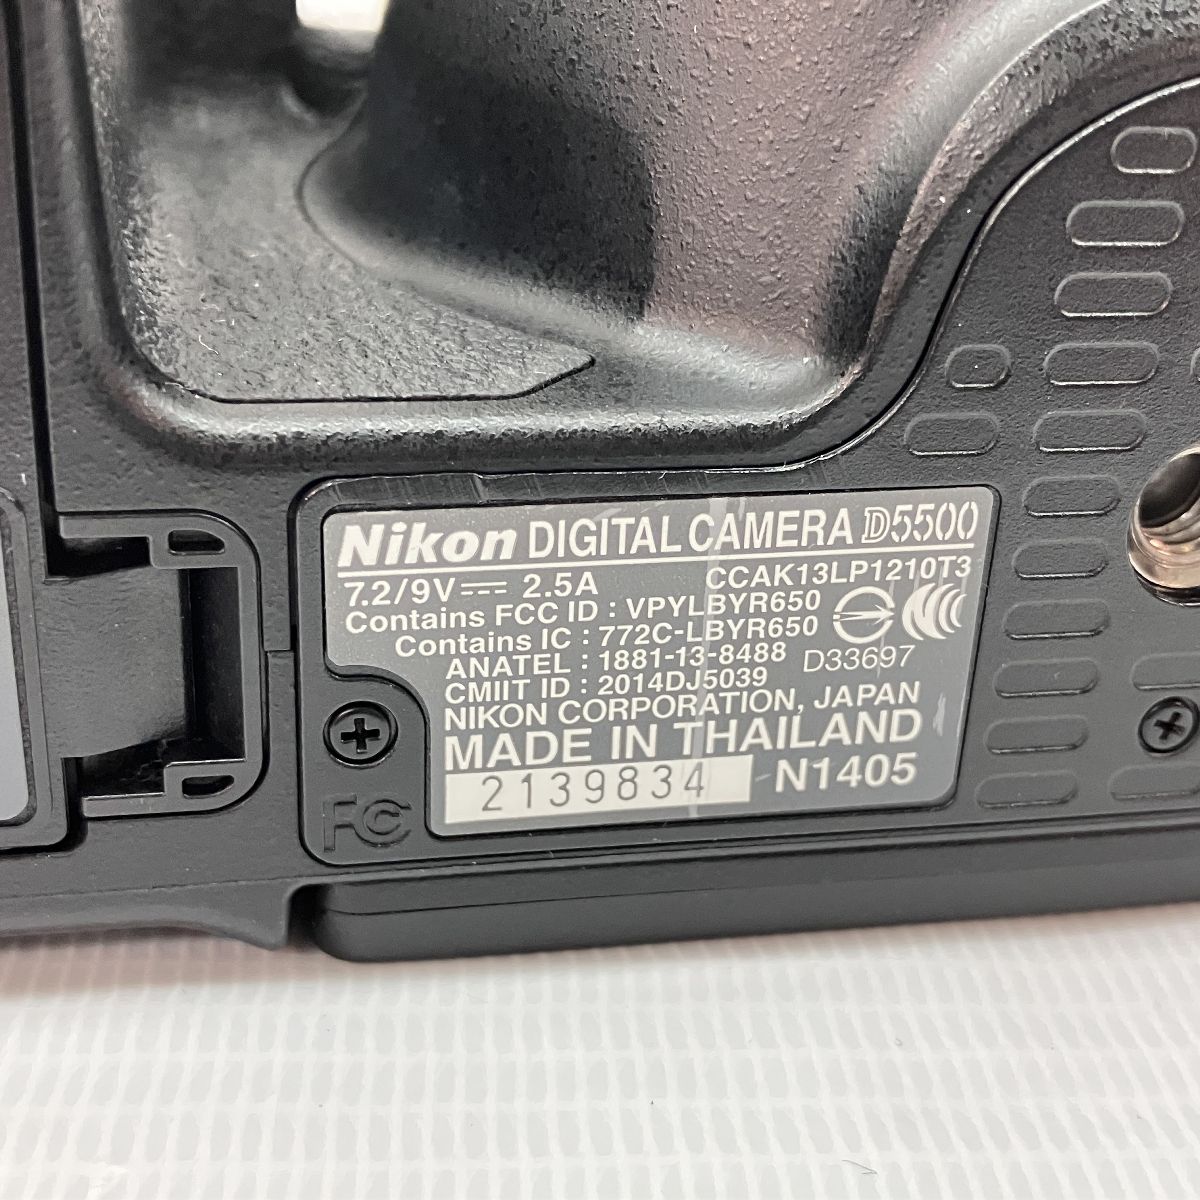 Nikon DIGITAL CAMERA D5500
7.2/9V⎓ 2.5A CCAK13LP1210T3
Contains FCC ID : VPYLBYR650
Contains IC : 772C-LBYR650
ANATEL : 1881-13-8488 D33697
CMIIT ID : 2014DJ5039
NIKON CORPORATION, JAPAN
MADE IN THAILAND
2139834 N1405
FC